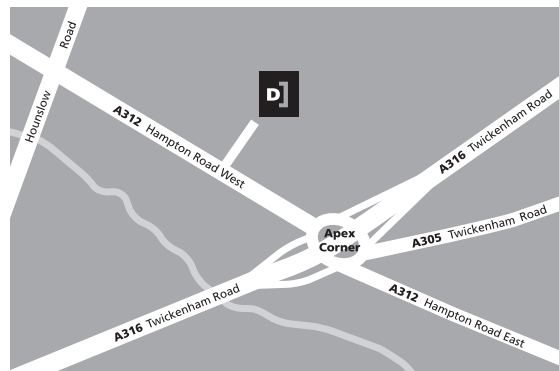 Hounslow Road
D]
A312 Hampton Road West
A316 Twickenham Road
Apex
Corner
A305 Twickenham Road
A316 Twickenham Road
A312 Hampton Road East